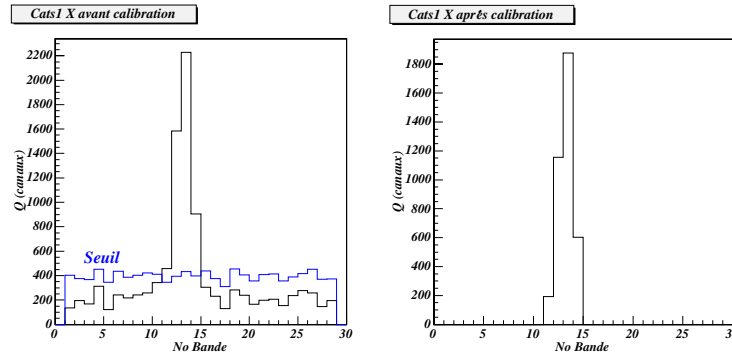 Cats1 X avant calibration
Q (canaux)
2200
2000
1800
1600
1400
1200
1000
800
600
400
200
0
Seuil
0 5 10 15 20 25 30
No Bande
Cats1 X après calibration
Q (canaux)
1800
1600
1400
1200
1000
800
600
400
200
0
0 5 10 15 20 25 30
No Bande